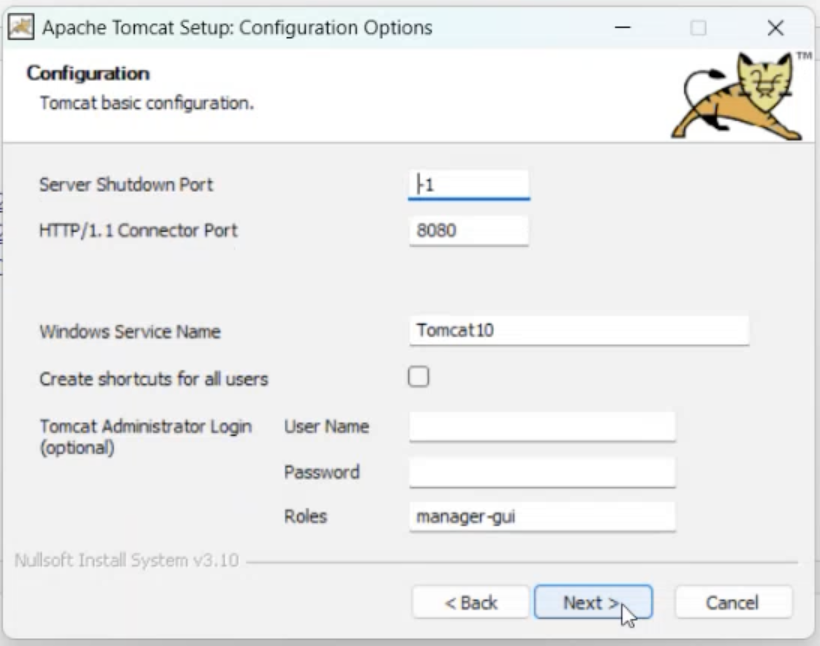 Apache Tomcat Setup: Configuration Options
Configuration
TM
Tomcat basic configuration.
Server Shutdown Port -1
HTTP/1.1 Connector Port 8080
Windows Service Name Tomcat10
Create shortcuts for all users
Tomcat Administrator Login User Name
(optional)
Password
Roles manager-gui
Nullsoft Install System v3.10
< Back Next > Cancel